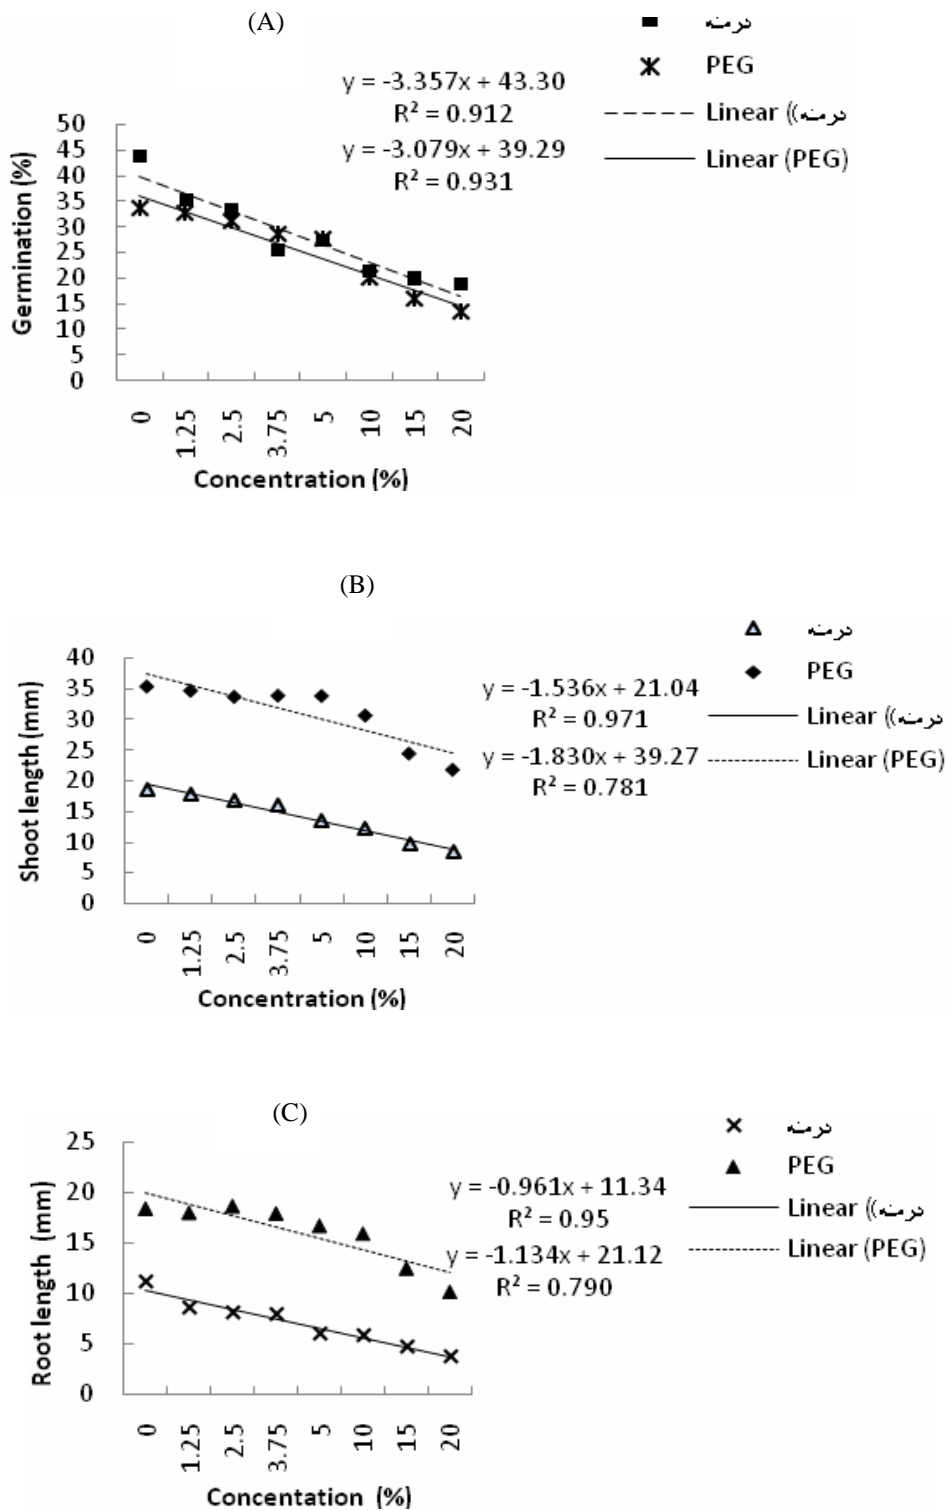 (A)
درمنه
PEG
Linear ((درمنه
Linear (PEG)
y = -3.357x + 43.30
R² = 0.912
y = -3.079x + 39.29
R² = 0.931
Germination (%)
50
45
40
35
30
25
20
15
10
5
0
0 1.25 2.5 3.75 5 10 15 20
Concentration (%)
(B)
درمنه
PEG
Linear ((درمنه
Linear (PEG)
y = -1.536x + 21.04
R² = 0.971
y = -1.830x + 39.27
R² = 0.781
Shoot length (mm)
40
35
30
25
20
15
10
5
0
0 1.25 2.5 3.75 5 10 15 20
Concentration (%)
(C)
درمنه
PEG
Linear ((درمنه
Linear (PEG)
y = -0.961x + 11.34
R² = 0.95
y = -1.134x + 21.12
R² = 0.790
Root length (mm)
25
20
15
10
5
0
0 1.25 2.5 3.75 5 10 15 20
Concentation (%)